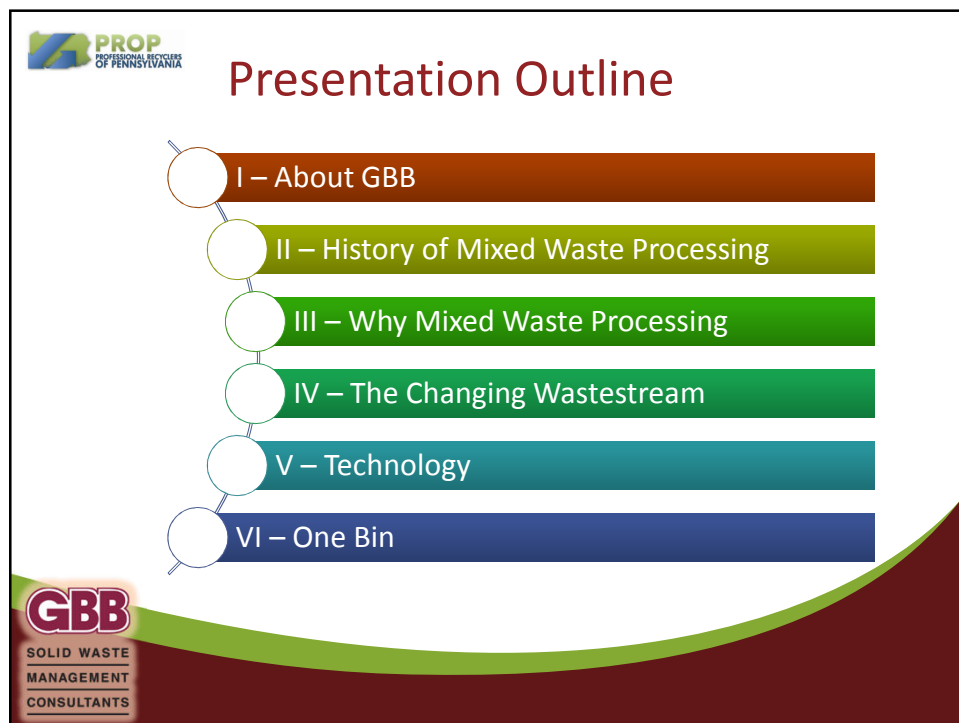 PROP
PROFESSIONAL RECYCLERS
OF PENNSYLVANIA
Presentation Outline
I – About GBB
II – History of Mixed Waste Processing
III – Why Mixed Waste Processing
IV – The Changing Wastestream
V – Technology
VI – One Bin
GBB
SOLID WASTE
MANAGEMENT
CONSULTANTS